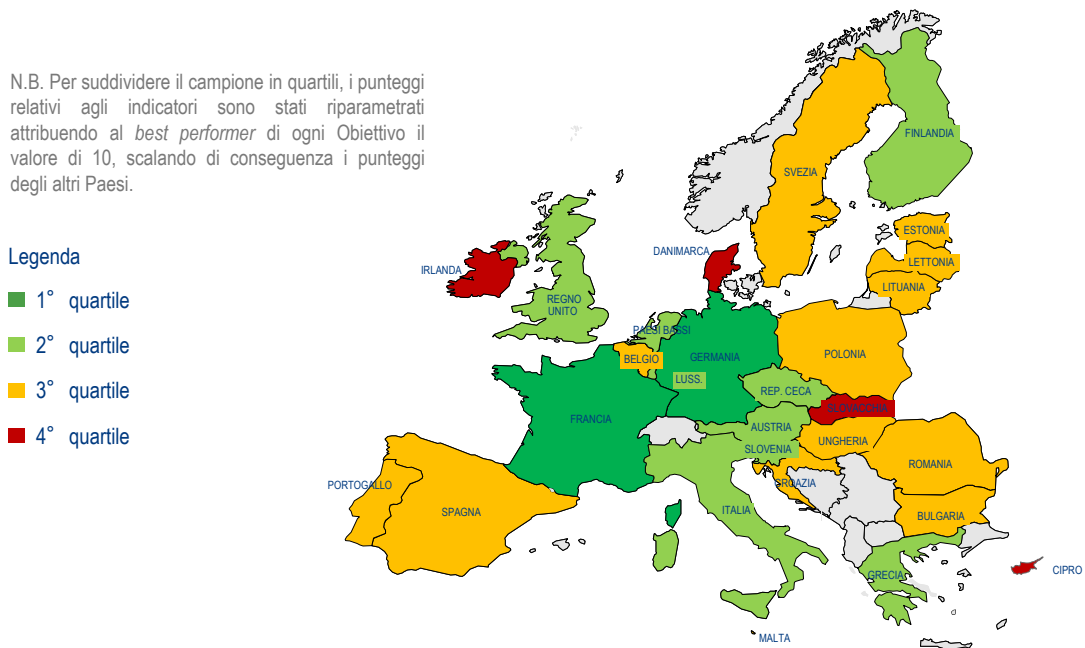 N.B. Per suddividere il campione in quartili, i punteggi
relativi agli indicatori sono stati riparametrati
attribuendo al best performer di ogni Obiettivo il
valore di 10, scalando di conseguenza i punteggi
degli altri Paesi.
Legenda
1° quartile
2° quartile
3° quartile
4° quartile
FINLANDIA
SVEZIA
ESTONIA
LETTONIA
LITUANIA
DANIMARCA
IRLANDA
REGNO
UNITO
PAESI BASSI
BELGIO
GERMANIA
POLONIA
LUSS.
REP. CECA
SLOVACCHIA
FRANCIA
AUSTRIA
SLOVENIA
UNGHERIA
ROMANIA
CROAZIA
PORTOGALLO
SPAGNA
ITALIA
BULGARIA
GRECIA
CIPRO
MALTA